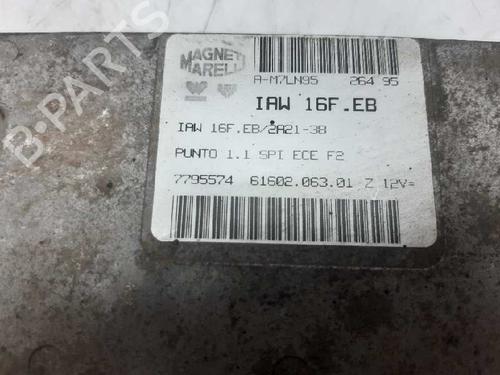 MAGNETI
MARELLI
A-M7LN95 264 95
IAW 16F.EB
IAW 16F.EB/2A21-38
PUNTO 1.1 SPI ECE F2
7795574 61602.063.01 Z 12V=
B-PARTS